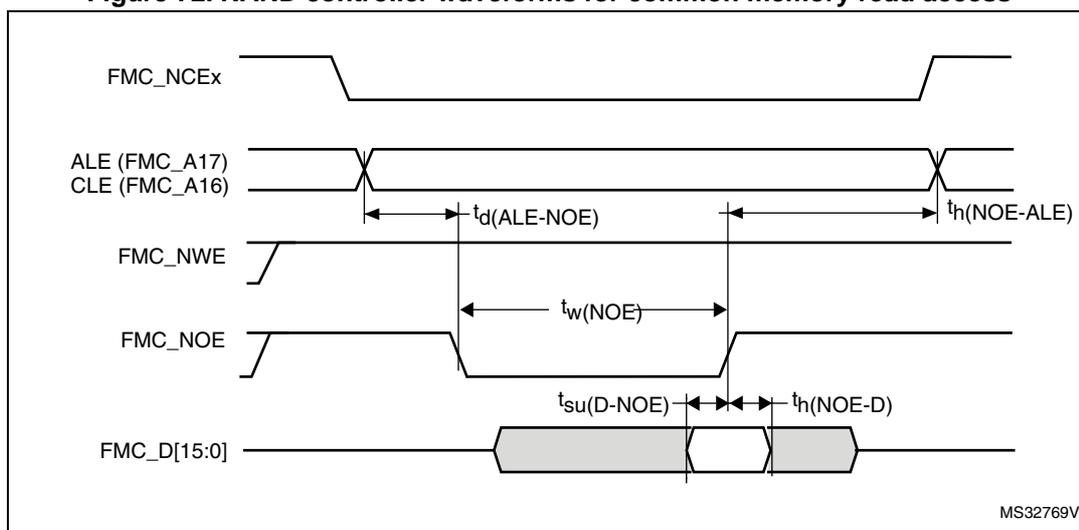 Figure 72. NAND controller waveforms for common memory read access
FMC_NCEx
ALE (FMC_A17)
CLE (FMC_A16)
td(ALE-NOE)
th(NOE-ALE)
FMC_NWE
tw(NOE)
FMC_NOE
tsu(D-NOE)
th(NOE-D)
FMC_D[15:0]
MS32769V